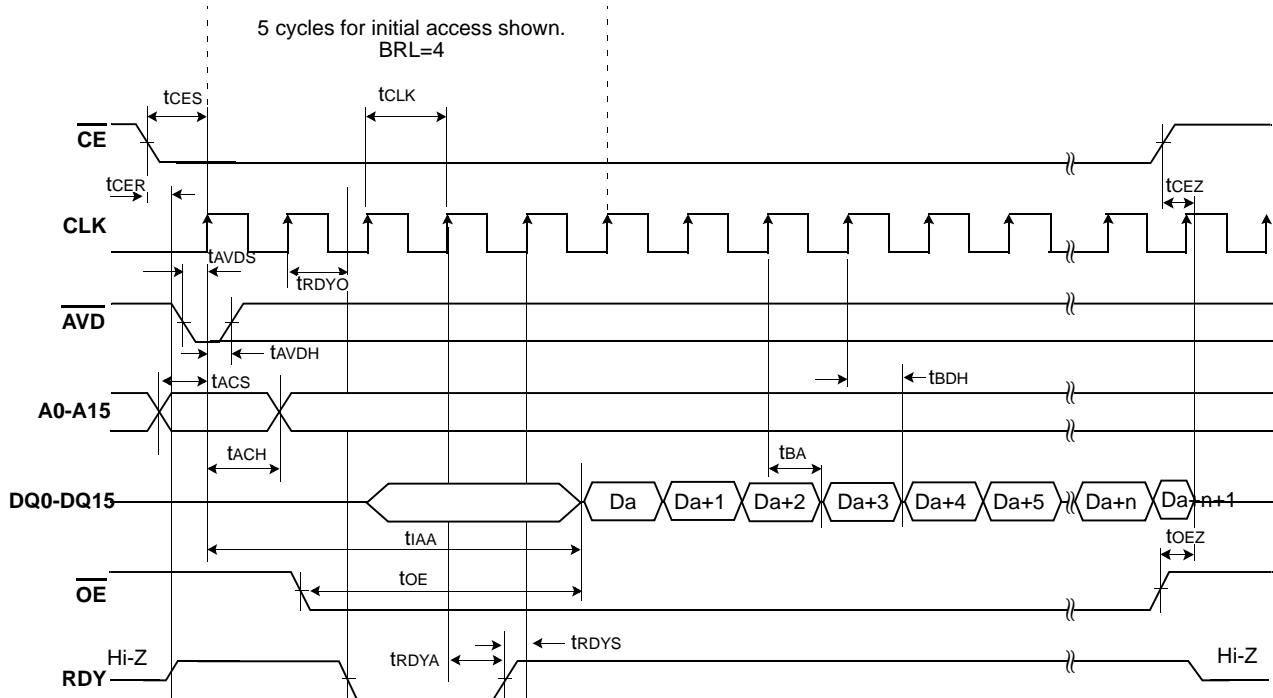 5 cycles for initial access shown.
BRL=4
tCES
tCLK
CE
tCER
tCEZ
CLK
tAVDS
tRDYO
AVD
tAVDH
tACS
tBDH
A0-A15
tACH
tBA
DQ0-DQ15
Da
Da+1
Da+2
Da+3
Da+4
Da+5
Da+n
Da+n+1
tIAA
tOEZ
tOE
OE
tRDYS
Hi-Z
tRDYA
Hi-Z
RDY